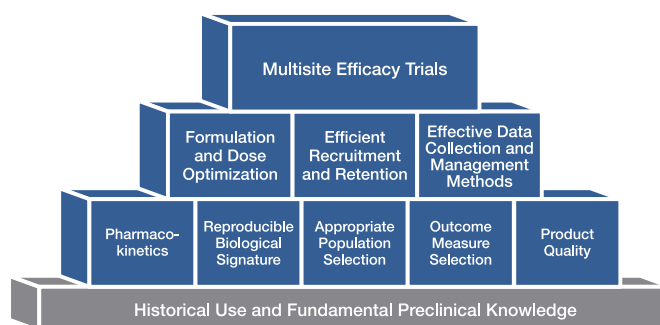 Multisite Efficacy Trials
Formulation
and Dose
Optimization
Efficient
Recruitment
and Retention
Effective Data
Collection and
Management
Methods
Pharmaco-
kinetics
Reproducible
Biological
Signature
Appropriate
Population
Selection
Outcome
Measure
Selection
Product
Quality
Historical Use and Fundamental Preclinical Knowledge